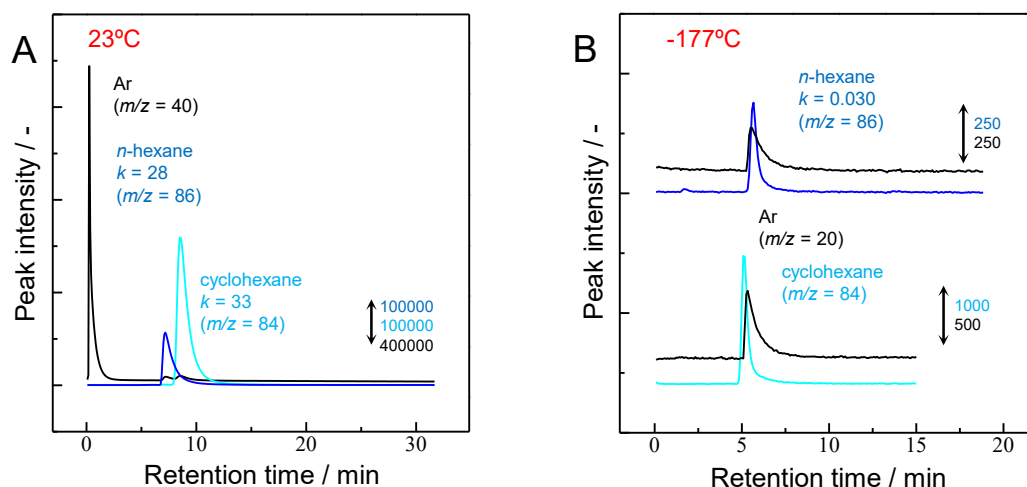 A
23ºC
Ar
(m/z = 40)
n-hexane
k = 28
(m/z = 86)
cyclohexane
k = 33
(m/z = 84)
100000
100000
400000
Peak intensity / -
0
10
20
30
Retention time / min
B
-177ºC
n-hexane
k = 0.030
(m/z = 86)
250
250
Ar
(m/z = 20)
cyclohexane
(m/z = 84)
1000
500
Peak intensity / -
0
5
10
15
20
Retention time / min